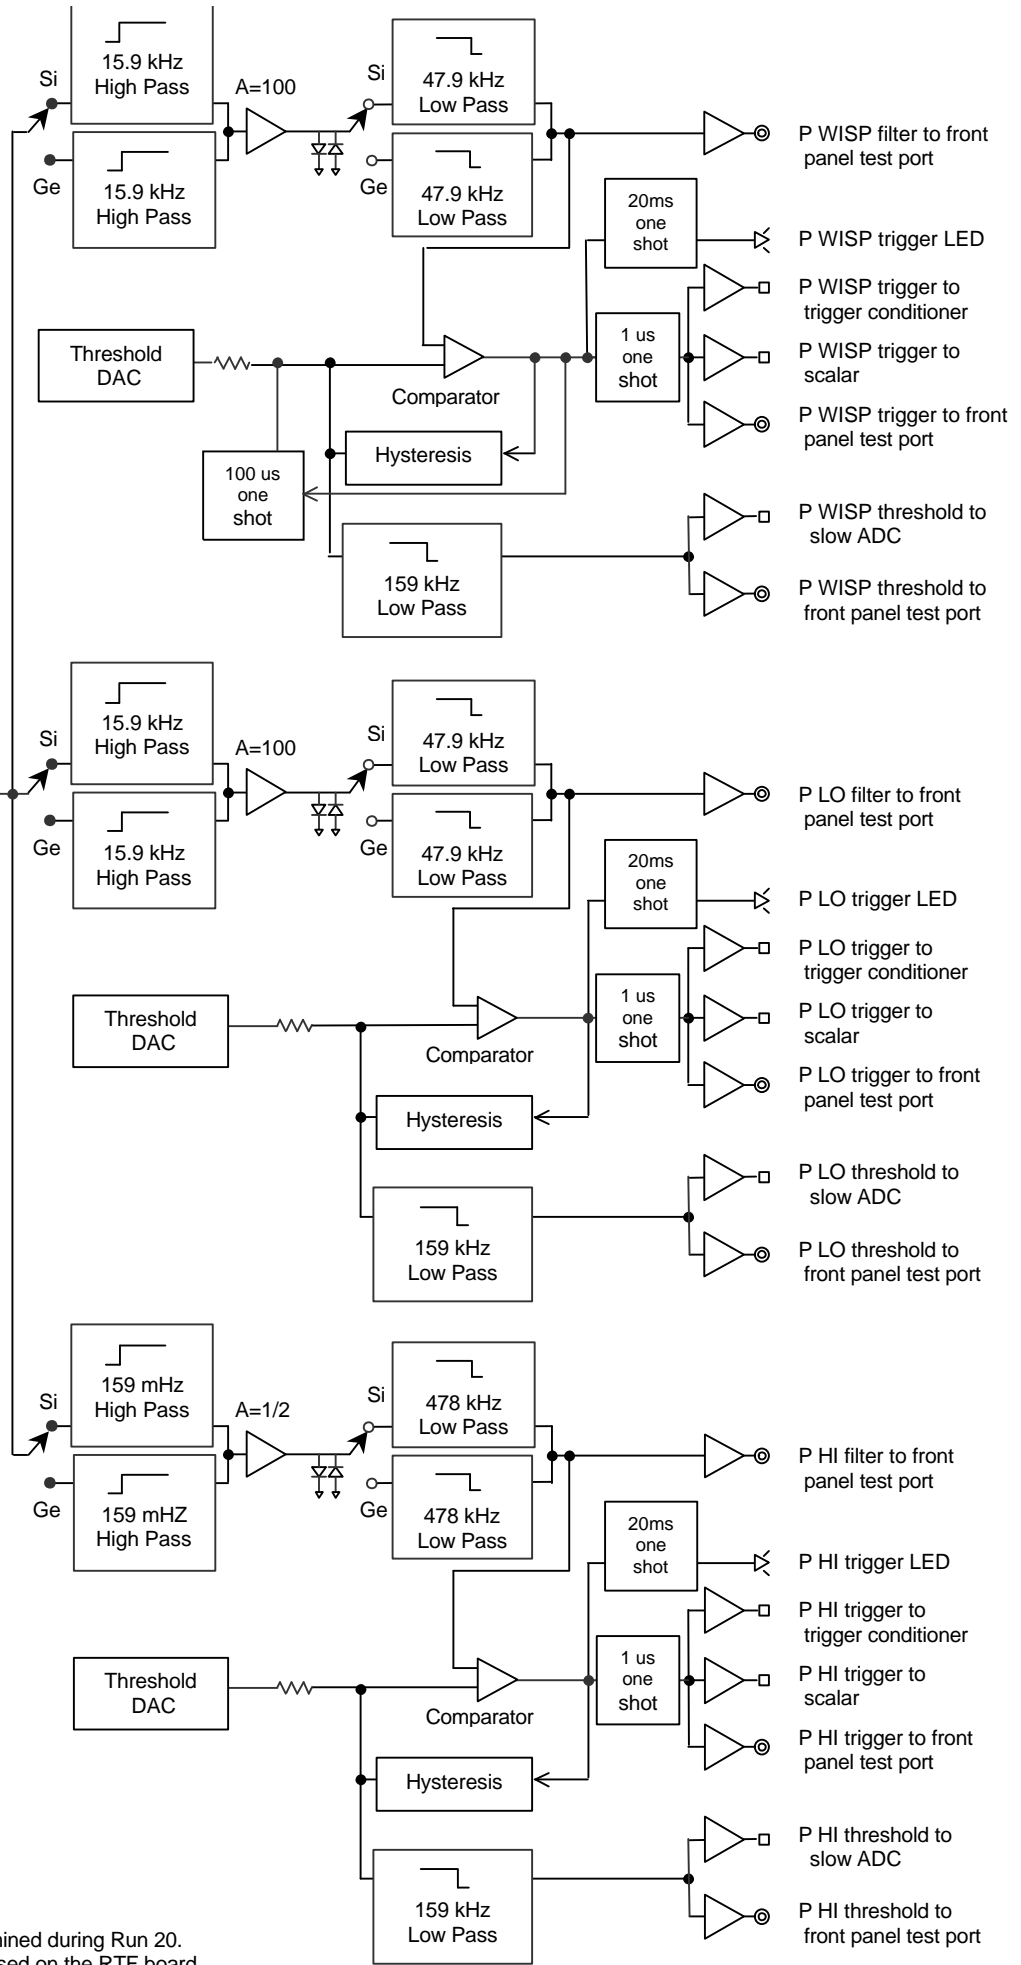 15.9 kHz
High Pass
Si
A=100
Ge
15.9 kHz
High Pass
Si
47.9 kHz
Low Pass
Ge
47.9 kHz
Low Pass
P WISP filter to front
panel test port
20ms
one
shot
P WISP trigger LED
P WISP trigger to
trigger conditioner
1 us
one
shot
P WISP trigger to
scalar
P WISP trigger to front
panel test port
Threshold
DAC
Comparator
Hysteresis
100 us
one
shot
159 kHz
Low Pass
P WISP threshold to
slow ADC
P WISP threshold to
front panel test port
15.9 kHz
High Pass
Si
A=100
Ge
15.9 kHz
High Pass
Si
47.9 kHz
Low Pass
Ge
47.9 kHz
Low Pass
P LO filter to front
panel test port
20ms
one
shot
P LO trigger LED
P LO trigger to
trigger conditioner
1 us
one
shot
P LO trigger to
scalar
P LO trigger to front
panel test port
Threshold
DAC
Comparator
Hysteresis
159 kHz
Low Pass
P LO threshold to
slow ADC
P LO threshold to
front panel test port
159 mHz
High Pass
Si
A=1/2
Ge
159 mHZ
High Pass
Si
478 kHz
Low Pass
Ge
478 kHz
Low Pass
P HI filter to front
panel test port
20ms
one
shot
P HI trigger LED
P HI trigger to
trigger conditioner
1 us
one
shot
P HI trigger to
scalar
P HI trigger to front
panel test port
Threshold
DAC
Comparator
Hysteresis
159 kHz
Low Pass
P HI threshold to
slow ADC
P HI threshold to
front panel test port
during Run 20.
on the RTF board